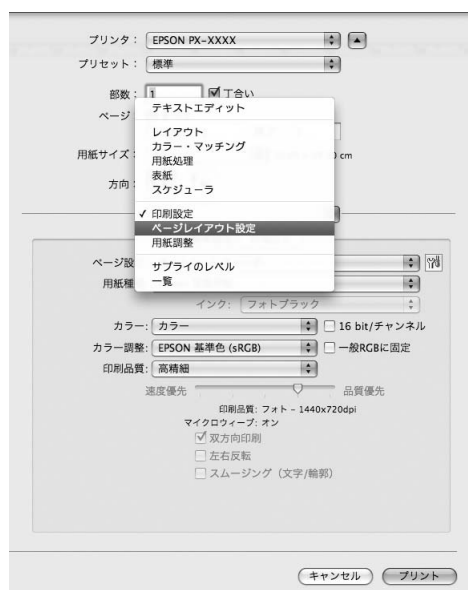 プリンタ： EPSON PX-XXXX
プリセット： 標準
部数： 1 丁合い
ページ
用紙サイズ： cm
方向：
テキストエディット
レイアウト
カラー・マッチング
用紙処理
表紙
スケジューラ
✓ 印刷設定
ページレイアウト設定
用紙調整
サプライのレベル
一覧
ページ設
用紙種
インク： フォトブラック
カラー： カラー 16 bit/チャンネル
カラー調整： EPSON 基準色 (sRGB) 一般RGBに固定
印刷品質： 高精細
速度優先 品質優先
印刷品質： フォト - 1440x720dpi
マイクロウィーブ： オン
双方向印刷
左右反転
スムージング（文字/輪郭）
キャンセル プリント